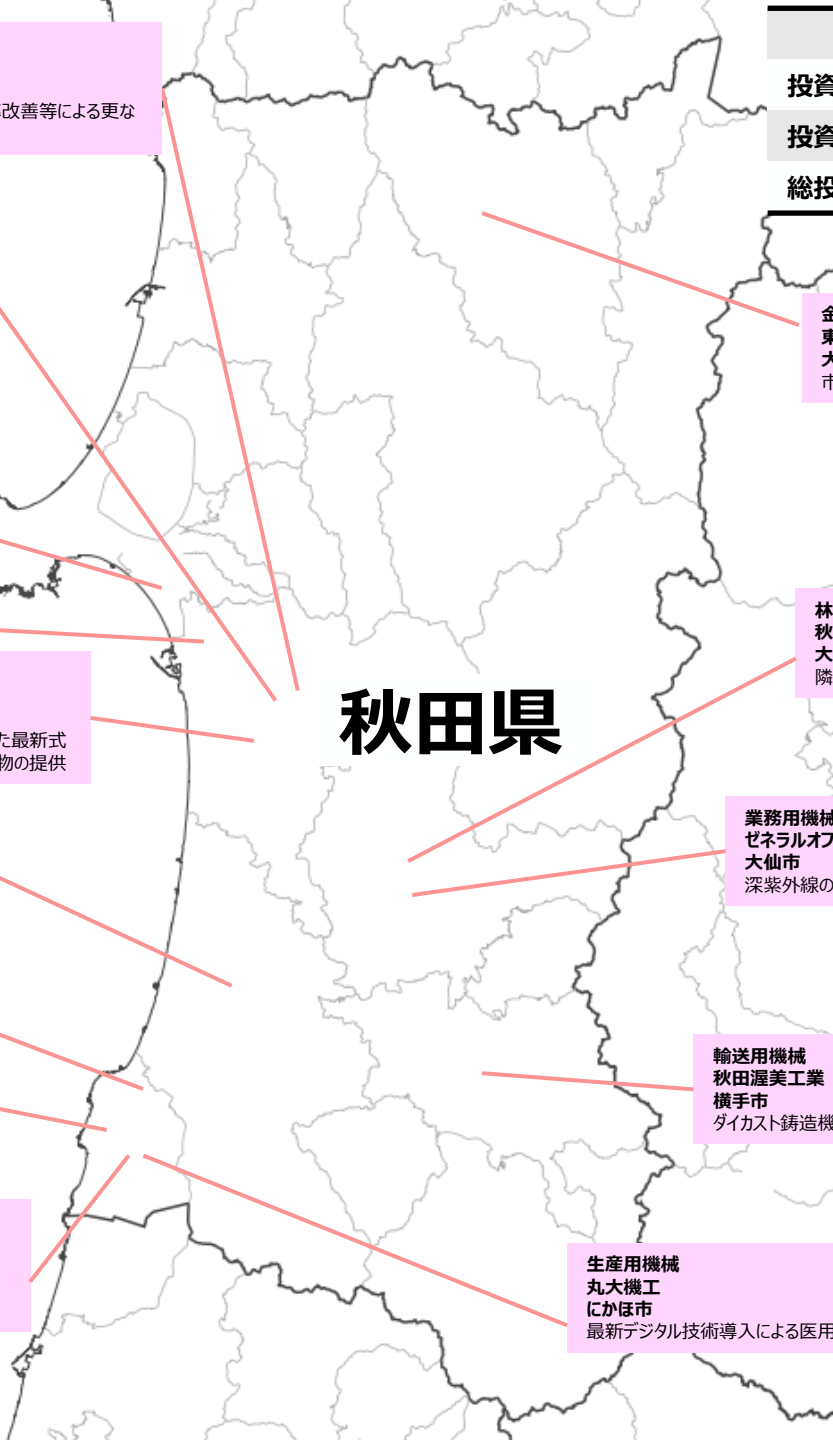 改善等による更な
投資
投資
総投
金
東
大
市
林
秋
大
隣
秋田県
た最新式
物の提供
業務用機械
ゼネラルオフ
大仙市
深紫外線の
輸送用機械
秋田渥美工業
横手市
ダイカスト鋳造機
生産用機械
丸大機工
にかほ市
最新デジタル技術導入による医用